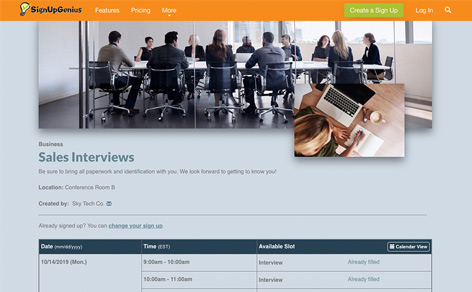 SignUpGenius Features Pricing More Create a Sign Up Log In
Business
Sales Interviews
Be sure to bring all paperwork and identification with you. We look forward to getting to know you!
Location: Conference Room B
Created by: Sky Tech Co.
Already signed up? You can change your sign up.
Date (mm/dd/yyyy) Time (EST) Available Slot Calendar View
10/14/2019 (Mon.) 9:00am - 10:00am Interview Already filled
10:00am - 11:00am Interview Already filled